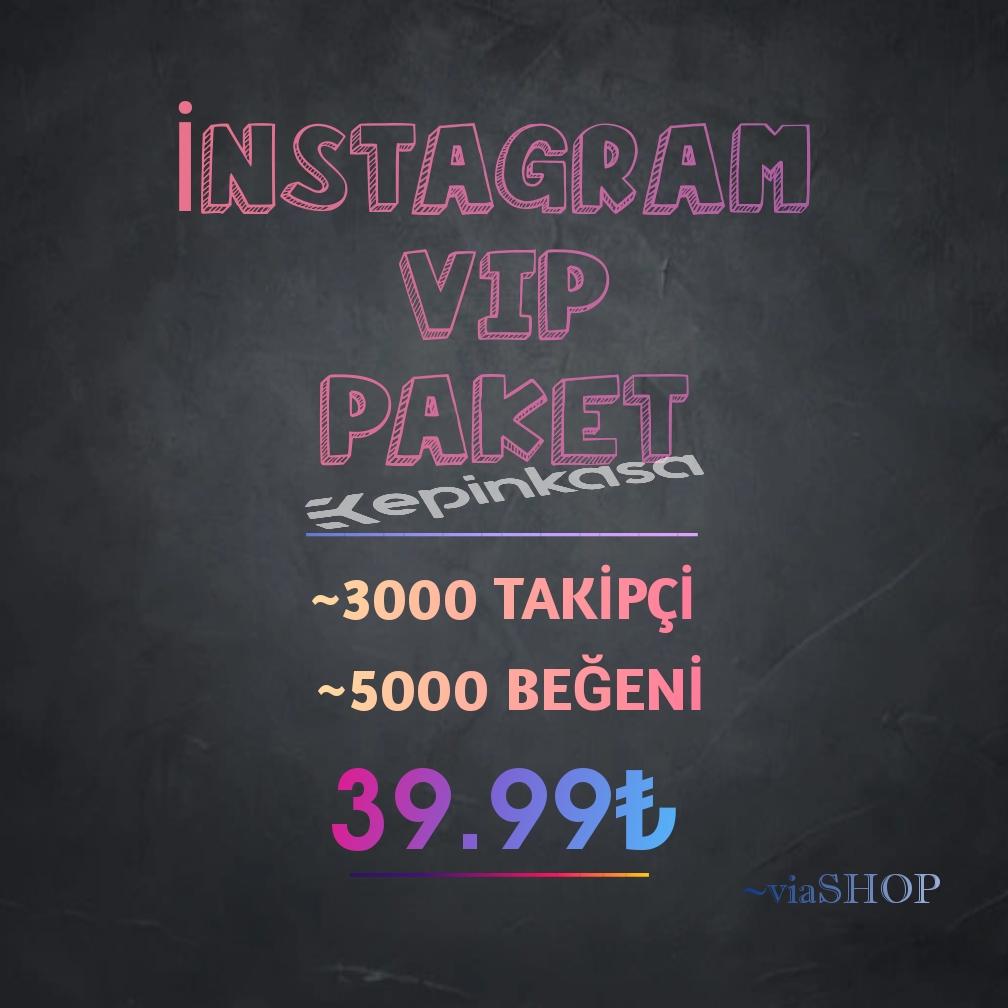 İNSTAGRAM
VIP
PAKET
epinkasa
~3000 TAKİPÇİ
~5000 BEĞENİ
39.99₺
~viaSHOP